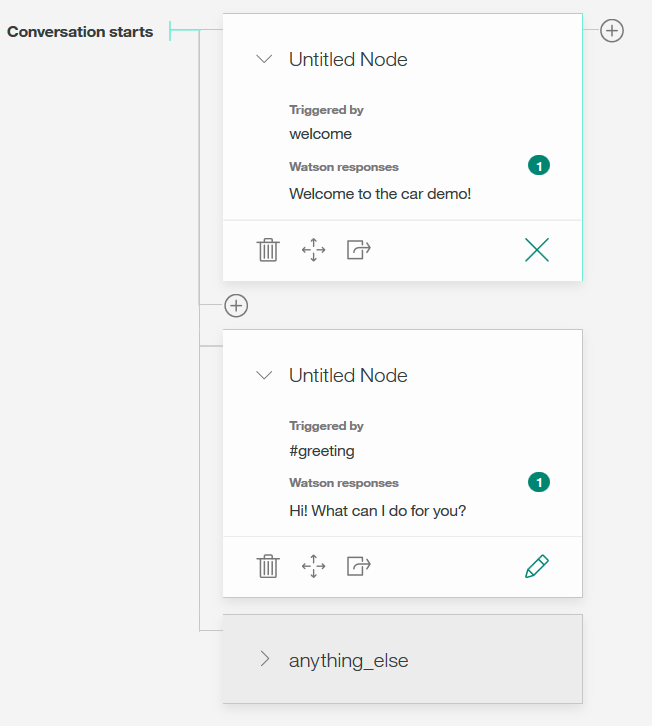 Conversation starts
Untitled Node
Triggered by
welcome
Watson responses
1
Welcome to the car demo!
Untitled Node
Triggered by
#greeting
Watson responses
1
Hi! What can I do for you?
anything_else